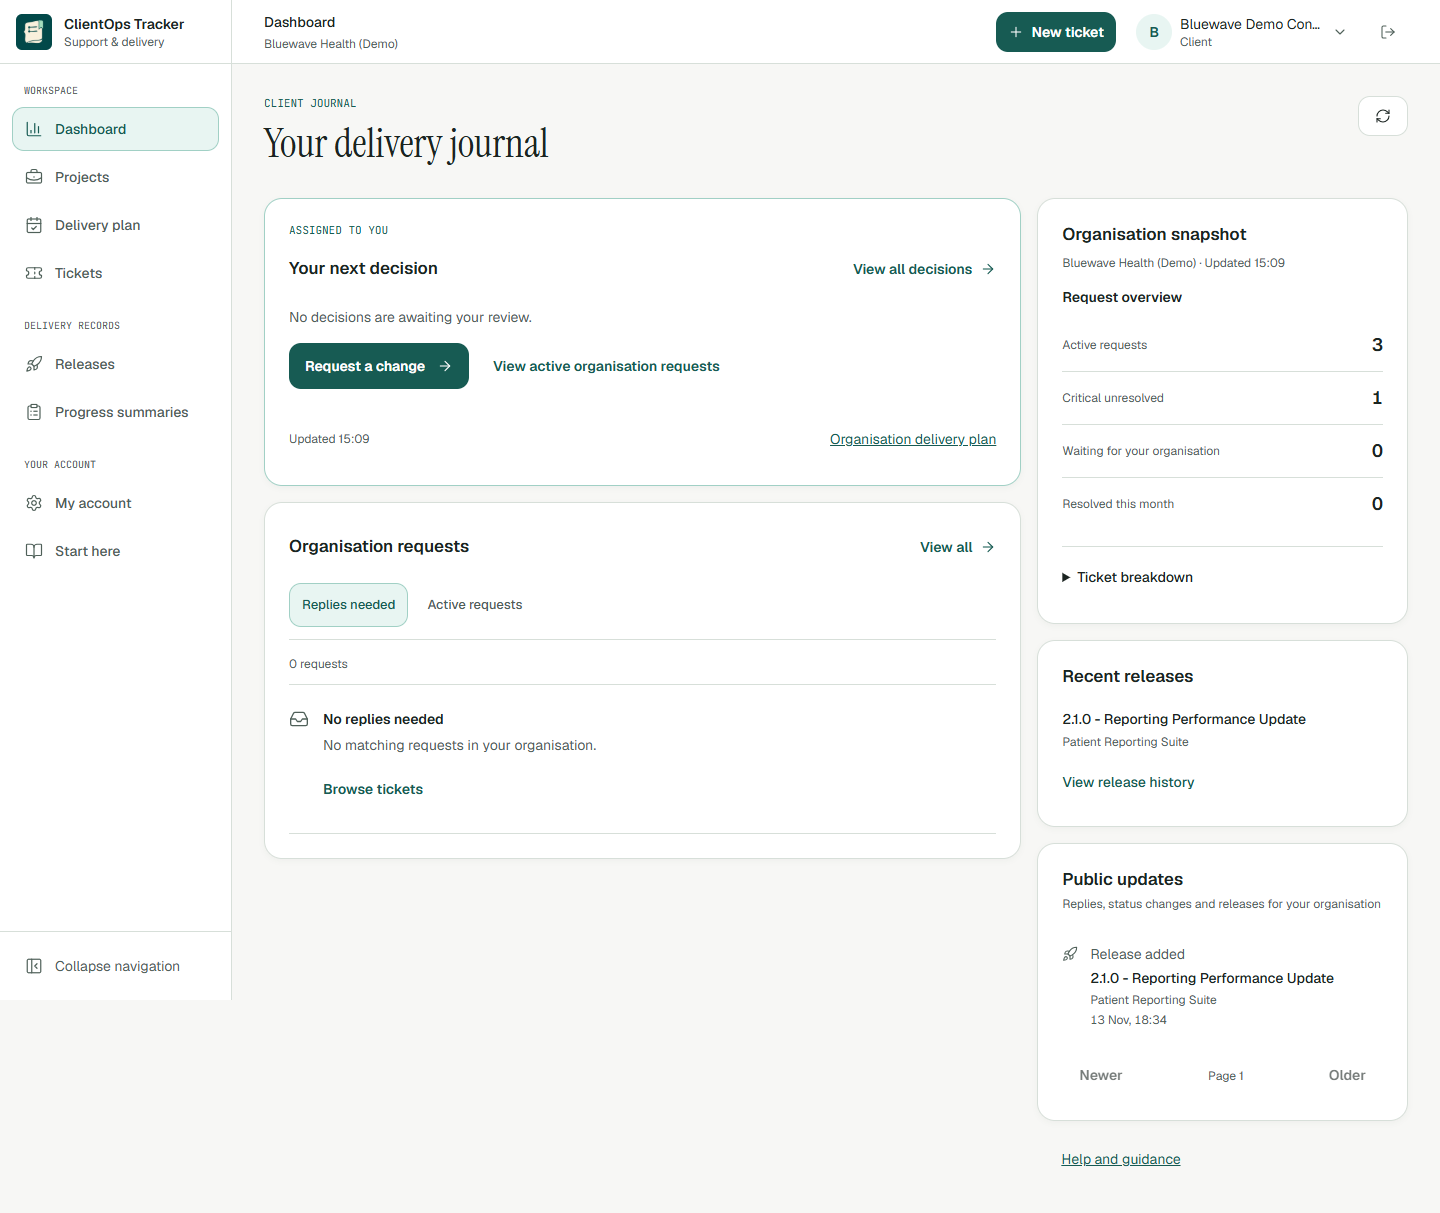 ClientOps Tracker
Support & delivery
WORKSPACE
Dashboard
Projects
Delivery plan
Tickets
DELIVERY RECORDS
Releases
Progress summaries
YOUR ACCOUNT
My account
Start here
Collapse navigation
Dashboard
Bluewave Health (Demo)
New ticket
B
Bluewave Demo Con...
Client
CLIENT JOURNAL
Your delivery journal
ASSIGNED TO YOU
Your next decision
View all decisions
No decisions are awaiting your review.
Request a change
View active organisation requests
Updated 15:09
Organisation delivery plan
Organisation requests
View all
Replies needed
Active requests
0 requests
No replies needed
No matching requests in your organisation.
Browse tickets
Organisation snapshot
Bluewave Health (Demo) · Updated 15:09
Request overview
Active requests 3
Critical unresolved 1
Waiting for your organisation 0
Resolved this month 0
Ticket breakdown
Recent releases
2.1.0 - Reporting Performance Update
Patient Reporting Suite
View release history
Public updates
Replies, status changes and releases for your organisation
Release added
2.1.0 - Reporting Performance Update
Patient Reporting Suite
13 Nov, 18:34
Newer
Page 1
Older
Help and guidance